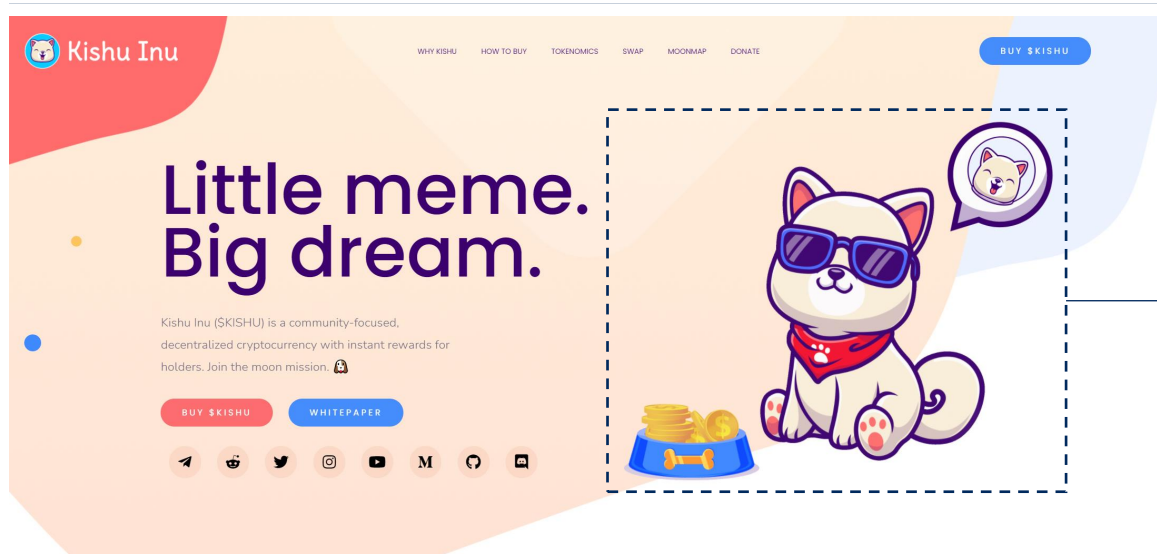 Kishu Inu
WHY KISHU HOW TO BUY TOKENOMICS SWAP MOONMAP DONATE
BUY $KISHU
Little meme.
Big dream.
Kishu Inu ($KISHU) is a community-focused,
decentralized cryptocurrency with instant rewards for
holders. Join the moon mission.
BUY $KISHU WHITEPAPER